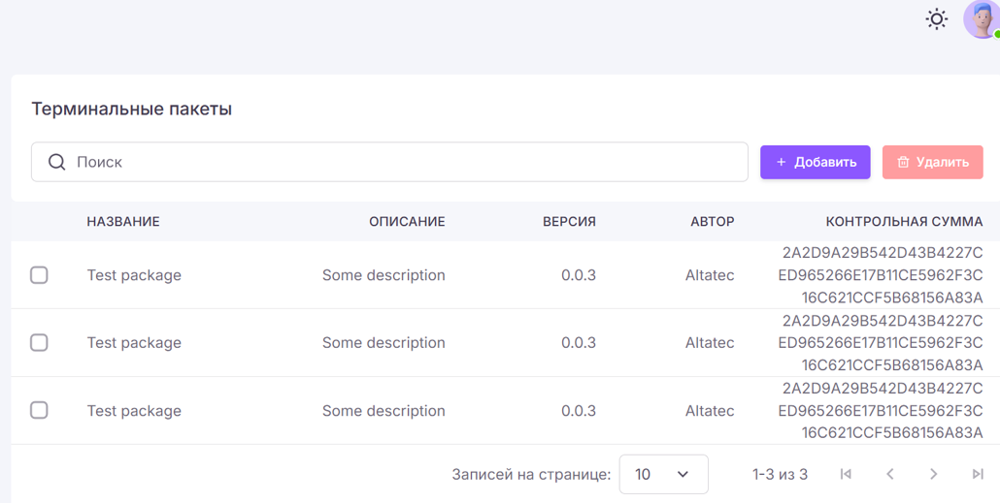 Терминальные пакеты
Поиск
+ Добавить
Удалить
НАЗВАНИЕ ОПИСАНИЕ ВЕРСИЯ АВТОР КОНТРОЛЬНАЯ СУММА
Test package Some description 0.0.3 Altatec 2A2D9A29B542D43B4227C
ED965266E17B11CE5962F3C
16C621CCF5B68156A83A
Test package Some description 0.0.3 Altatec 2A2D9A29B542D43B4227C
ED965266E17B11CE5962F3C
16C621CCF5B68156A83A
Test package Some description 0.0.3 Altatec 2A2D9A29B542D43B4227C
ED965266E17B11CE5962F3C
16C621CCF5B68156A83A
Записей на странице: 10 1-3 из 3